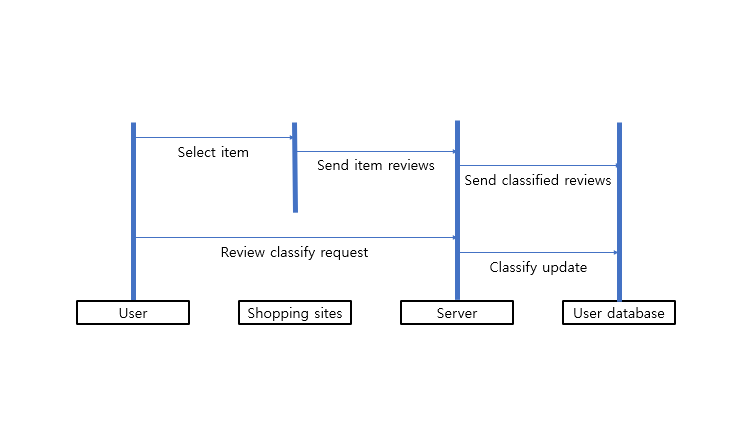 Select item
Send item reviews
Send classified reviews
Review classify request
Classify update
User
Shopping sites
Server
User database